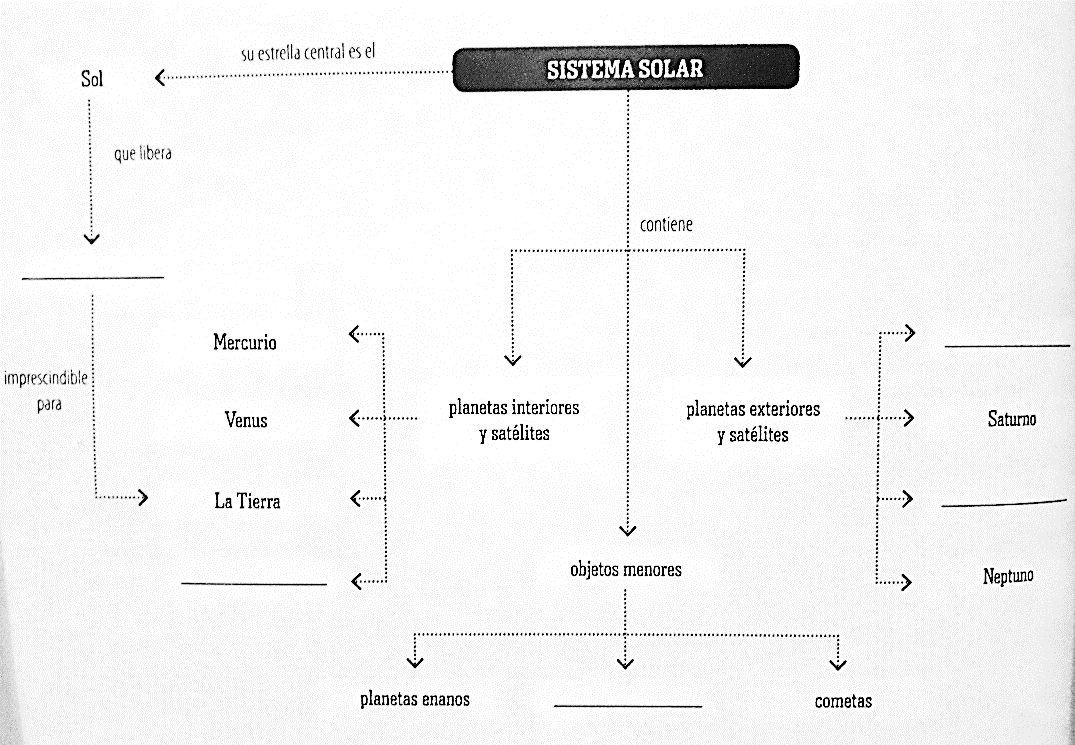 su estrella central es el
SISTEMA SOLAR
Sol
que libera
contiene
Mercurio
imprescindible
para
planetas interiores
y satélites
planetas exteriores
y satélites
Venus
Saturno
La Tierra
objetos menores
Neptuno
planetas enanos
cometas